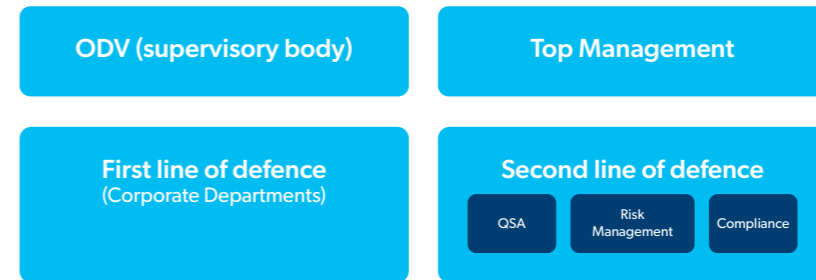 ODV (supervisory body)
Top Management
First line of defence
(Corporate Departments)
Second line of defence
QSA
Risk
Management
Compliance